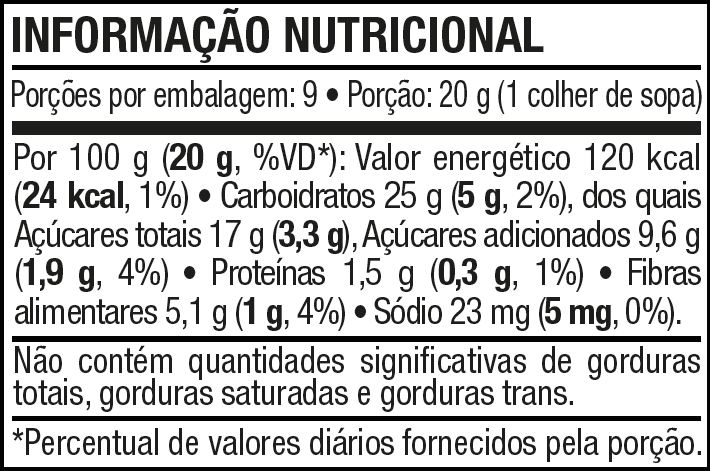 INFORMAÇÃO NUTRICIONAL
Porções por embalagem: 9 • Porção: 20 g (1 colher de sopa)
Por 100 g (20 g, %VD*): Valor energético 120 kcal
(24 kcal, 1%) • Carboidratos 25 g (5 g, 2%), dos quais
Açúcares totais 17 g (3,3 g), Açúcares adicionados 9,6 g
(1,9 g, 4%) • Proteínas 1,5 g (0,3 g, 1%) • Fibras
alimentares 5,1 g (1 g, 4%) • Sódio 23 mg (5 mg, 0%).
Não contém quantidades significativas de gorduras
totais, gorduras saturadas e gorduras trans.
*Percentual de valores diários fornecidos pela porção.